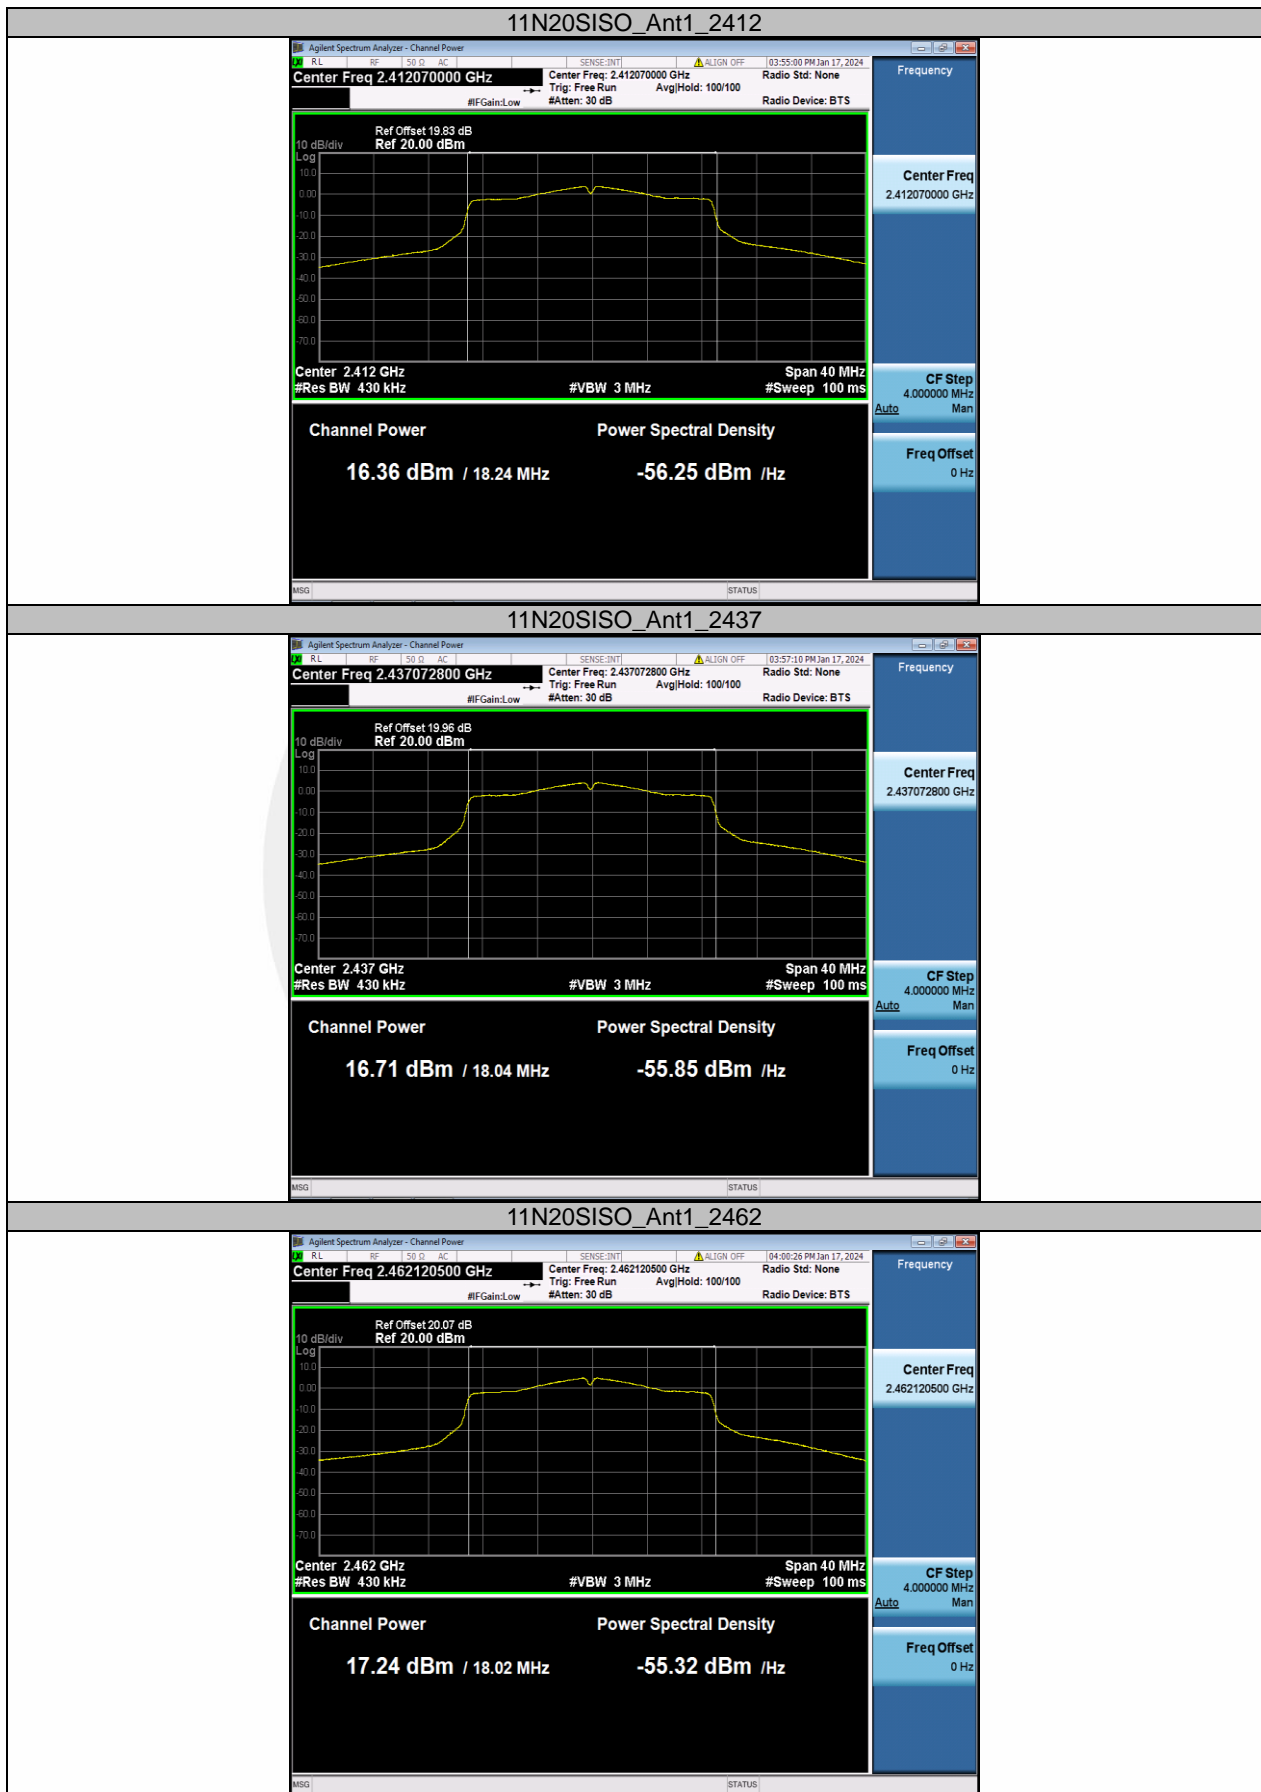 11N20SISO_Ant1_2412
Agilent Spectrum Analyzer - Channel Power
LXI RL RF 50 Ω AC SENSE:INT ALIGN OFF 03:55:00 PM Jan 17, 2024
Center Freq 2.412070000 GHz
Center Freq: 2.412070000 GHz Radio Std: None
Trig: Free Run Avg|Hold: 100/100
#IFGain:Low #Atten: 30 dB Radio Device: BTS
Frequency
Ref Offset 19.83 dB
10 dB/div Ref 20.00 dBm
Log
10.0
0.00
-10.0
-20.0
-30.0
-40.0
-50.0
-60.0
-70.0
Center 2.412 GHz Span 40 MHz
#Res BW 430 kHz #VBW 3 MHz #Sweep 100 ms
Center Freq
2.412070000 GHz
CF Step
4.000000 MHz
Auto Man
Freq Offset
0 Hz
Channel Power Power Spectral Density
16.36 dBm / 18.24 MHz -56.25 dBm /Hz
MSG STATUS
11N20SISO_Ant1_2437
Agilent Spectrum Analyzer - Channel Power
LXI RL RF 50 Ω AC SENSE:INT ALIGN OFF 03:57:10 PM Jan 17, 2024
Center Freq 2.437072800 GHz
Center Freq: 2.437072800 GHz Radio Std: None
Trig: Free Run Avg|Hold: 100/100
#IFGain:Low #Atten: 30 dB Radio Device: BTS
Frequency
Ref Offset 19.96 dB
10 dB/div Ref 20.00 dBm
Log
10.0
0.00
-10.0
-20.0
-30.0
-40.0
-50.0
-60.0
-70.0
Center 2.437 GHz Span 40 MHz
#Res BW 430 kHz #VBW 3 MHz #Sweep 100 ms
Center Freq
2.437072800 GHz
CF Step
4.000000 MHz
Auto Man
Freq Offset
0 Hz
Channel Power Power Spectral Density
16.71 dBm / 18.04 MHz -55.85 dBm /Hz
MSG STATUS
11N20SISO_Ant1_2462
Agilent Spectrum Analyzer - Channel Power
LXI RL RF 50 Ω AC SENSE:INT ALIGN OFF 04:00:26 PM Jan 17, 2024
Center Freq 2.462120500 GHz
Center Freq: 2.462120500 GHz Radio Std: None
Trig: Free Run Avg|Hold: 100/100
#IFGain:Low #Atten: 30 dB Radio Device: BTS
Frequency
Ref Offset 20.07 dB
10 dB/div Ref 20.00 dBm
Log
10.0
0.00
-10.0
-20.0
-30.0
-40.0
-50.0
-60.0
-70.0
Center 2.462 GHz Span 40 MHz
#Res BW 430 kHz #VBW 3 MHz #Sweep 100 ms
Center Freq
2.462120500 GHz
CF Step
4.000000 MHz
Auto Man
Freq Offset
0 Hz
Channel Power Power Spectral Density
17.24 dBm / 18.02 MHz -55.32 dBm /Hz
MSG STATUS